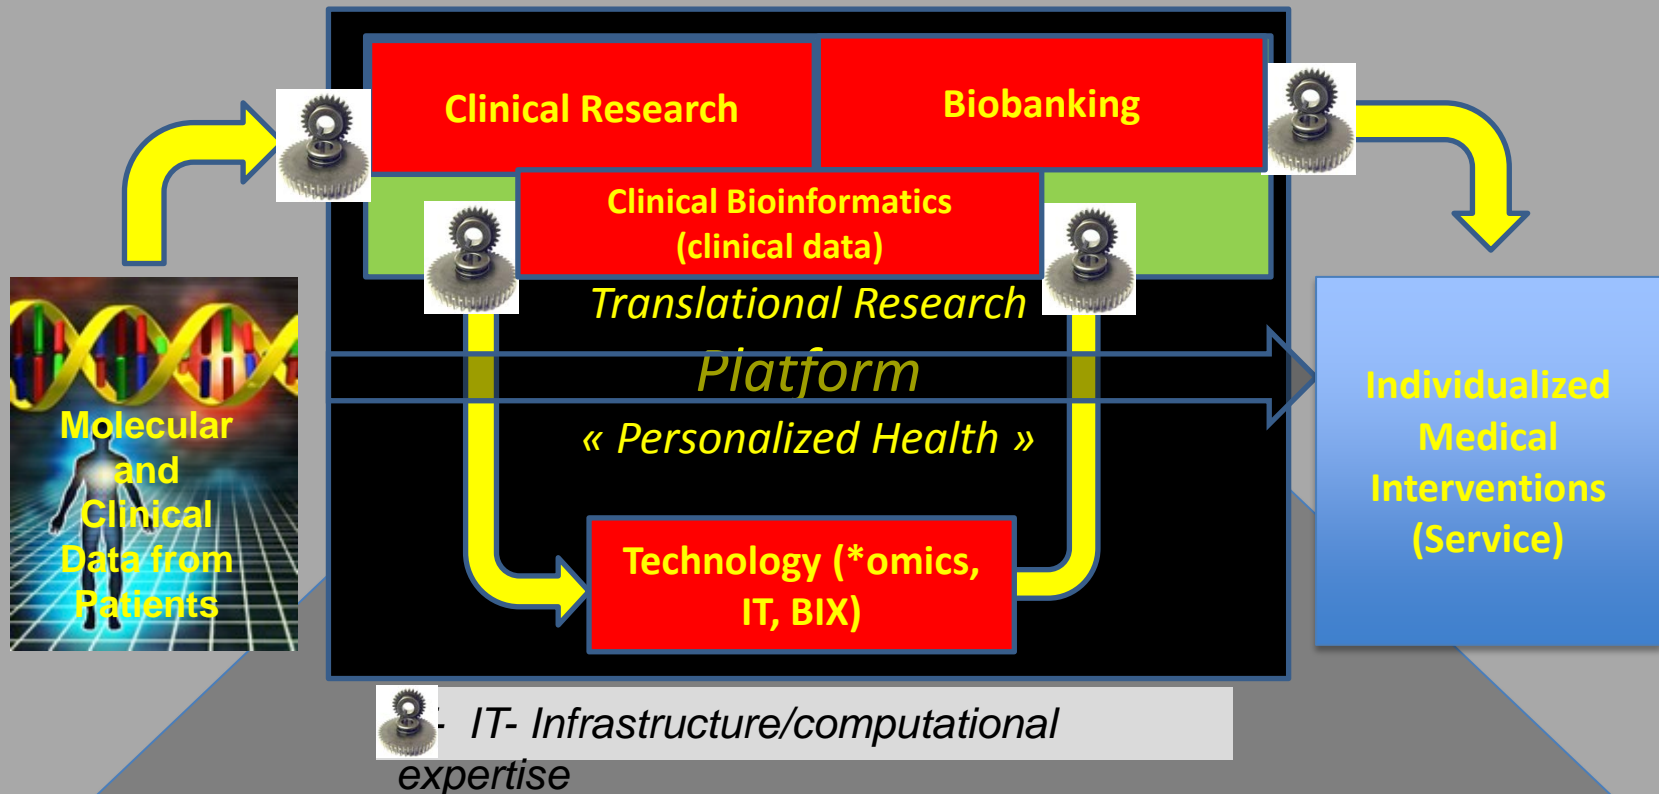 Clinical Research
Biobanking
Clinical Bioinformatics
(clinical data)
Translational Research
Platform
« Personalized Health »
Molecular
and
Clinical
Data from
Patients
Technology (*omics,
IT, BIX)
Individualized
Medical
Interventions
(Service)
- IT- Infrastructure/computational
expertise